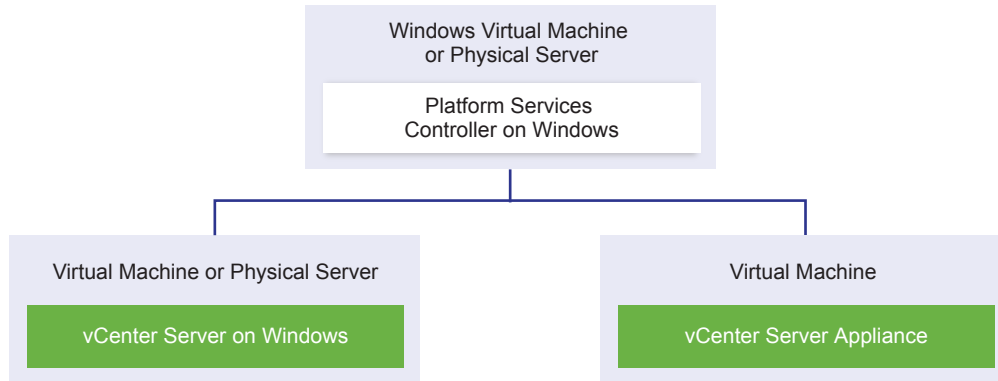 Windows Virtual Machine
or Physical Server
Platform Services
Controller on Windows
Virtual Machine or Physical Server
vCenter Server on Windows
Virtual Machine
vCenter Server Appliance